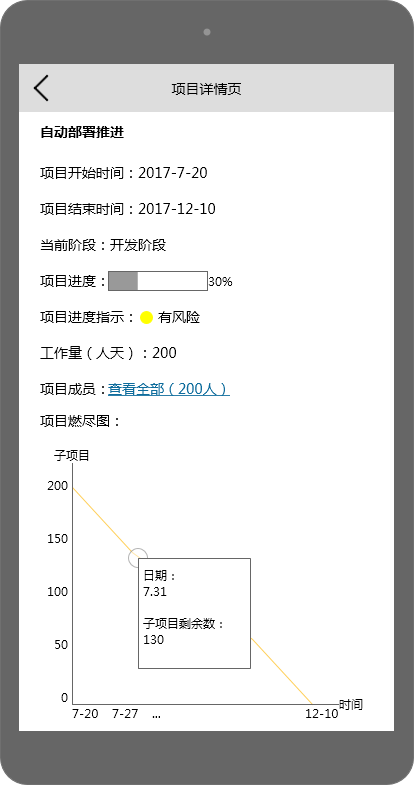 项目详情页
自动部署推进
项目开始时间：2017-7-20
项目结束时间：2017-12-10
当前阶段：开发阶段
项目进度：30%
项目进度指示：有风险
工作量（人天）：200
项目成员：查看全部（200人）
项目燃尽图：
子项目
200
150
100
50
0
日期：
7.31
子项目剩余数：
130
时间
7-20 7-27 ... 12-10